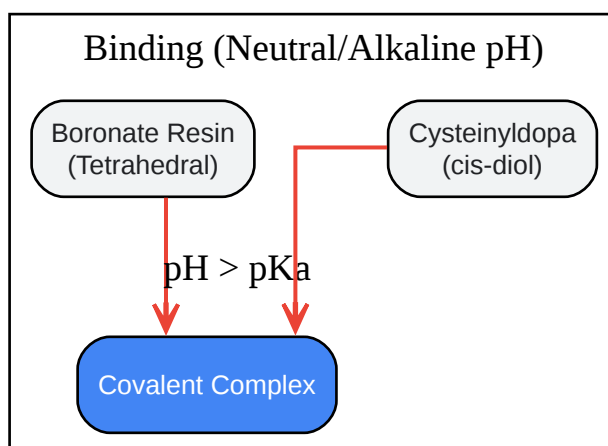 Binding (Neutral/Alkaline pH)
Boronate Resin
(Tetrahedral)
Cysteinyldopa
(cis-diol)
pH > pKa
Covalent Complex